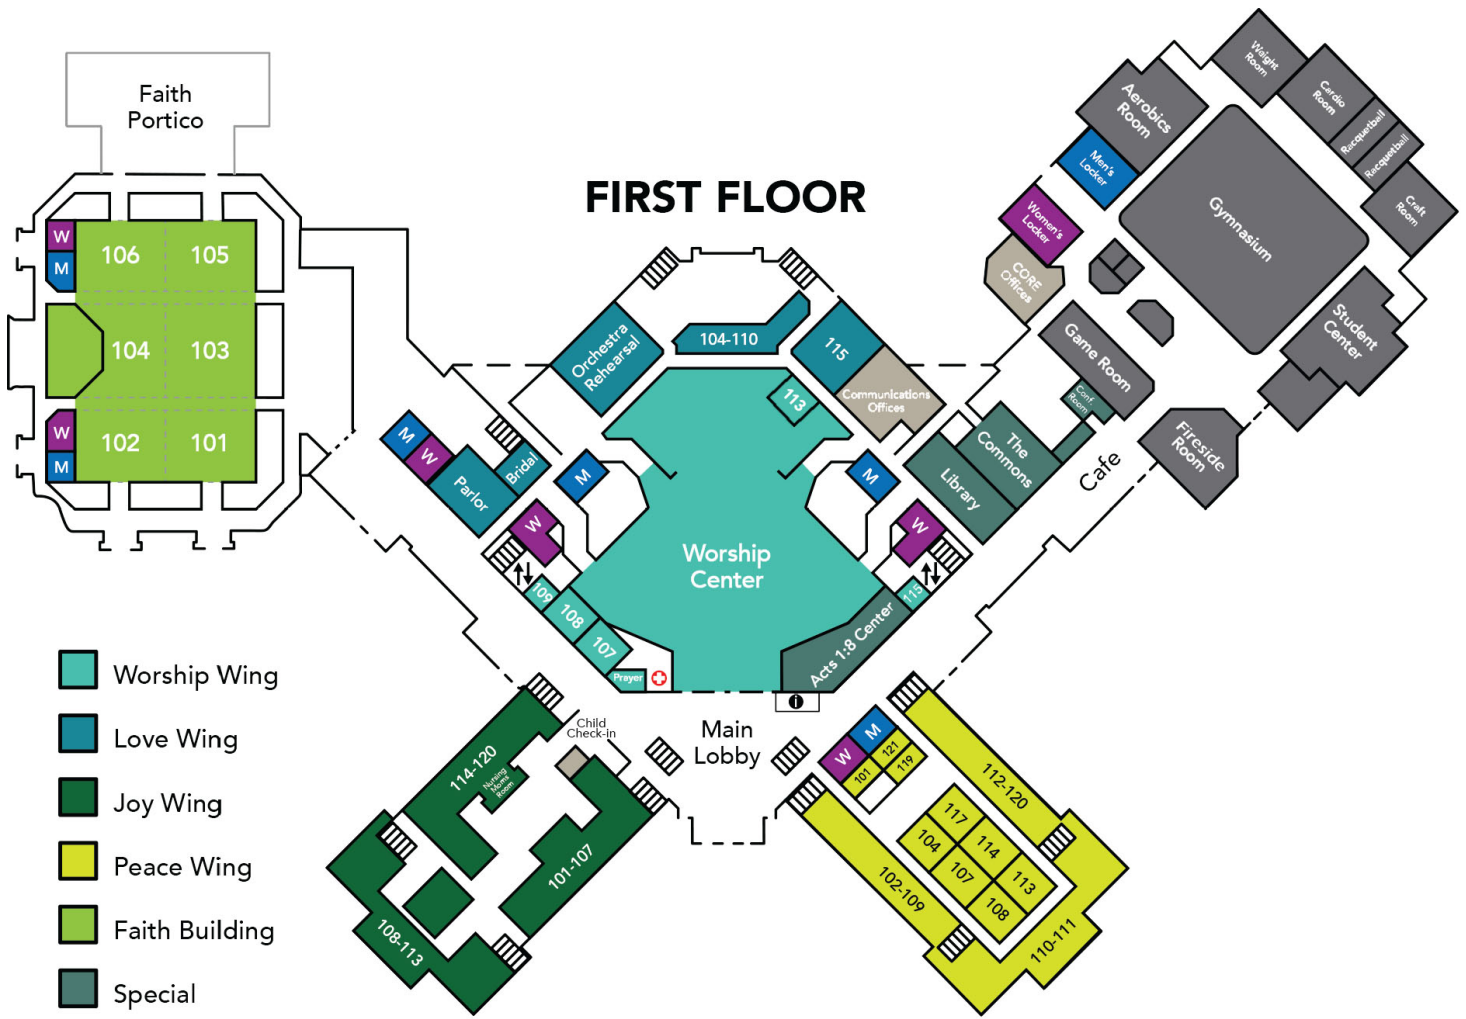 FIRST FLOOR
Faith
Portico
W
M
106
105
104
103
W
M
102
101
Weight
Room
Cardio
Room
Racquetball
Racquetball
Craft
Room
Aerobics
Room
Men's
Locker
Women's
Locker
CORE
Offices
Gymnasium
Student
Center
Game Room
Conf.
Room
Fireside
Room
Cafe
The
Commons
Library
Orchestra
Rehearsal
104-110
115
Communications
Offices
113
M
W
Parlor
Bridal
M
W
M
W
Worship
Center
109
108
107
Prayer
115
Acts 1:8 Center
i
Main
Lobby
Child
Check-in
114-120
Nursing
Moms
Room
101-107
108-113
M
W
121
119
101
112-120
117
104
114
107
113
108
102-109
110-111
Worship Wing
Love Wing
Joy Wing
Peace Wing
Faith Building
Special